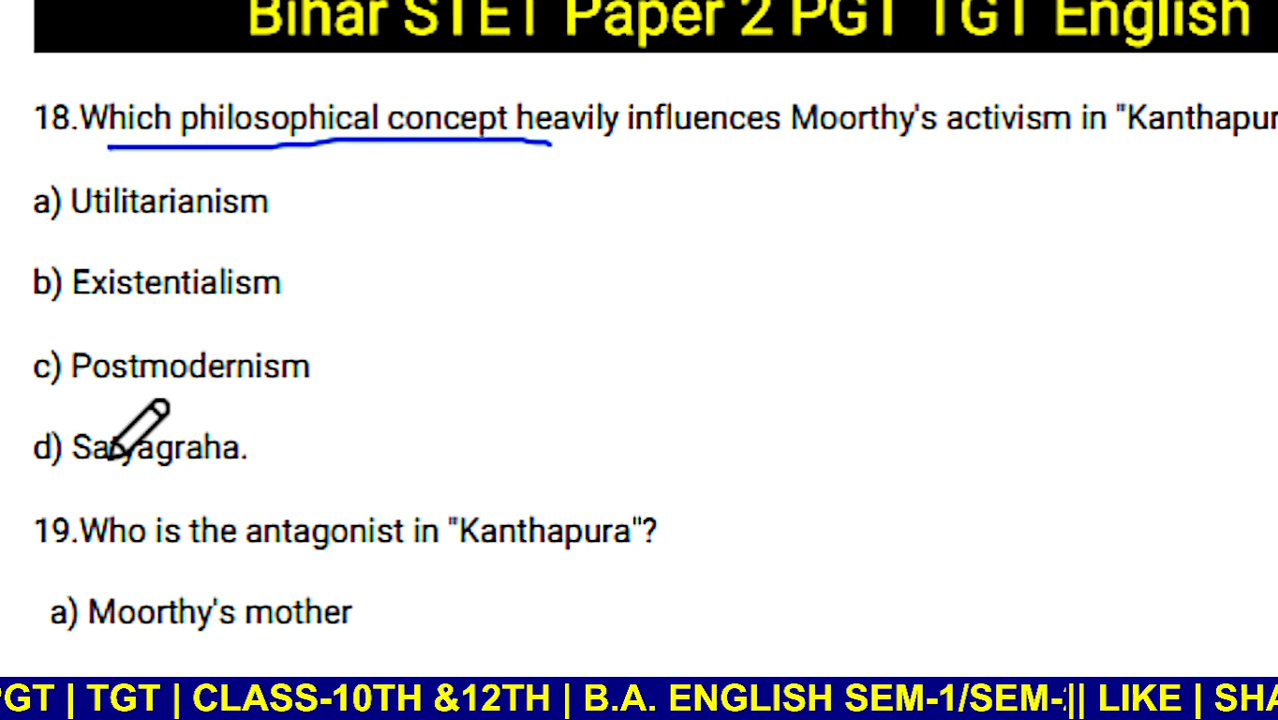 Bihar STET Paper 2 PGT TGT English
18.Which philosophical concept heavily influences Moorthy's activism in "Kanthapur
a) Utilitarianism
b) Existentialism
c) Postmodernism
d) Satyagraha.
19.Who is the antagonist in "Kanthapura"?
a) Moorthy's mother
PGT | TGT | CLASS-10TH &12TH | B.A. ENGLISH SEM-1/SEM- || LIKE | SHA